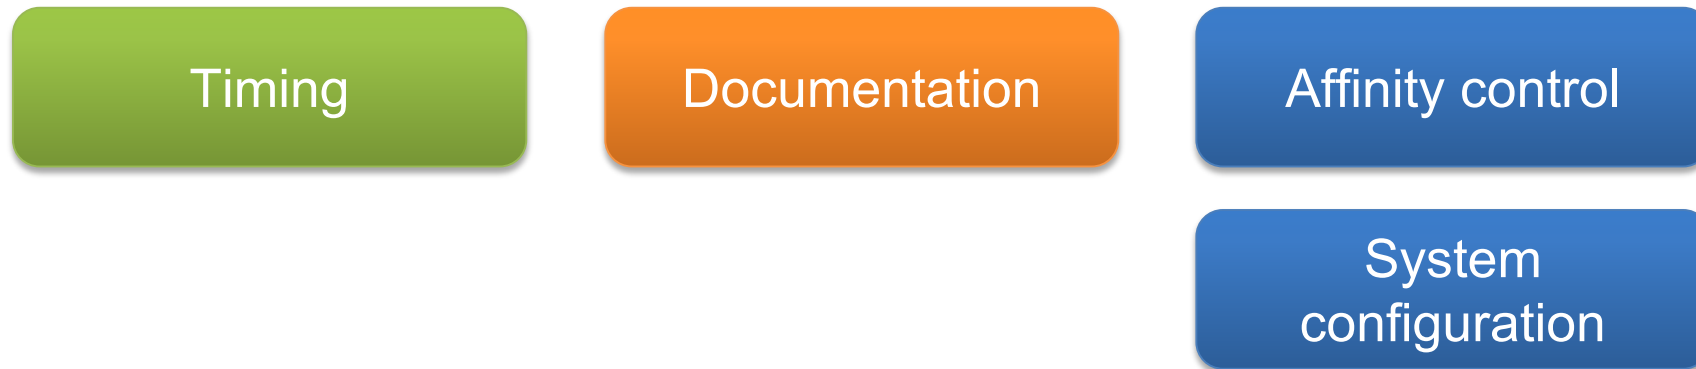 Timing
Documentation
Affinity control
System
configuration